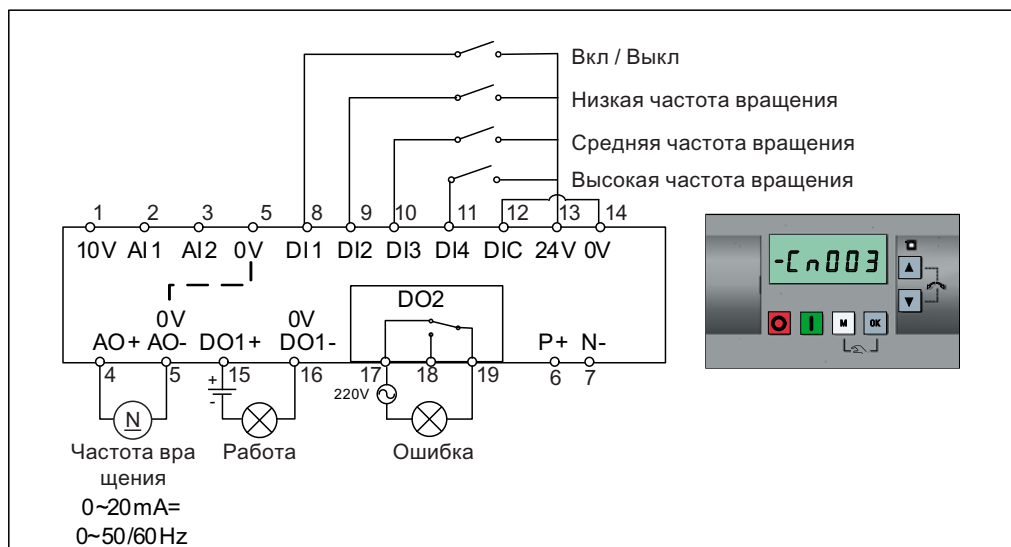 Вкл / Выкл
Низкая частота вращения
Средняя частота вращения
Высокая частота вращения
1 2 3 5 8 9 10 11 12 13 14
10V AI1 AI2 0V DI1 DI2 DI3 DI4 DIC 24V 0V
-Cn003
DO2
0V 0V
AO+ AO- DO1+ DO1- P+ N-
M OK
4 5 15 16 17 18 19 6 7
+
-
220V
N
Частота вра
щения
Работа
Ошибка
0~20mA=
0~50/60Hz